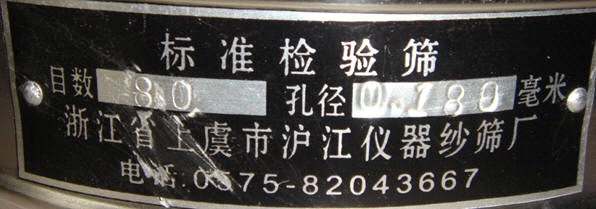 标准检验筛
目数 80 孔径 0.180 毫米
浙江省上虞市沪江仪器纱筛厂
电话:0575-82043667